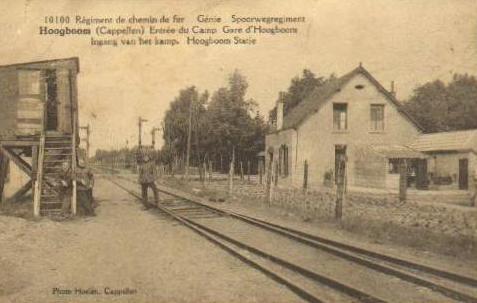 10100 Régiment de chemin de fer Génie Spoorwegregiment
Hoogboom (Cappellen) Entrée du Camp Gare d'Hoogboom
Ingang van het kamp. Hoogboom Statie
Photo Hoelen, Cappellen